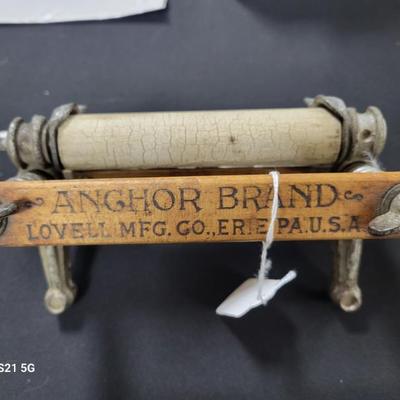 ANCHOR BRAND
LOVELL MFG. CO., ERIE PA. U.S.A.
S21 5G